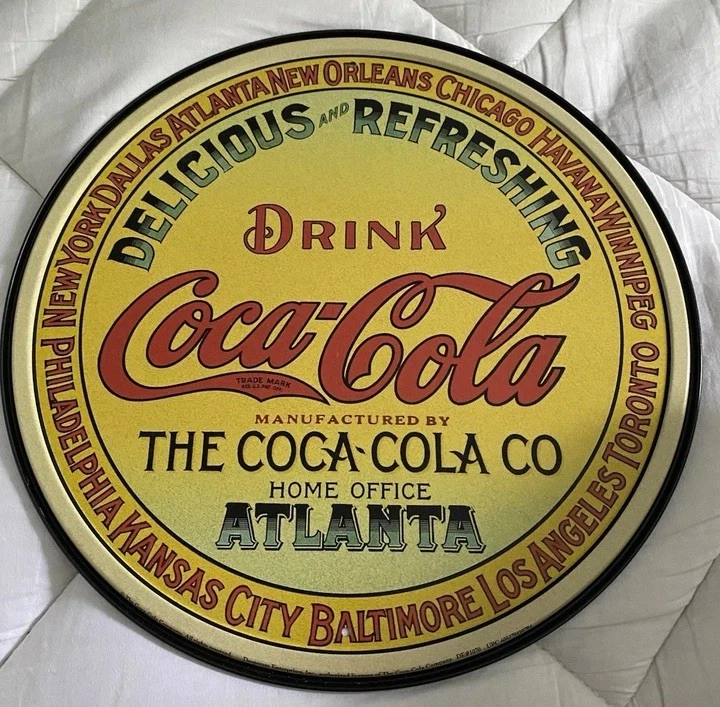 NEW YORK DALLAS ATLANTA NEW ORLEANS CHICAGO HAVANA WINNIPEG TORONTO LOS ANGELES BALTIMORE KANSAS CITY PHILADELPHIA
DELICIOUS AND REFRESHING
DRINK
Coca-Cola
TRADE MARK
MANUFACTURED BY
THE COCA-COLA CO
HOME OFFICE
ATLANTA